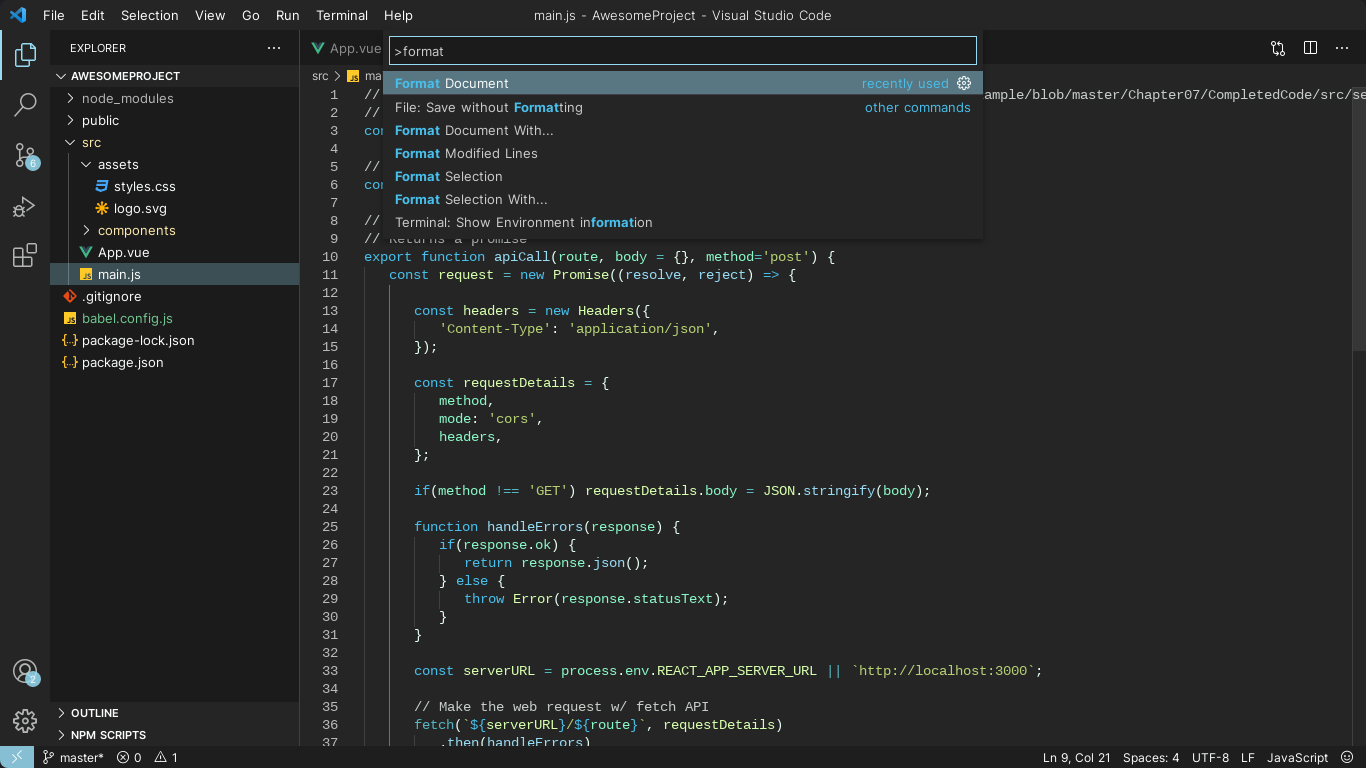 File Edit Selection View Go Run Terminal Help
main.js - AwesomeProject - Visual Studio Code
EXPLORER
AWESOMEPROJECT
node_modules
public
src
assets
styles.css
logo.svg
components
App.vue
main.js
.gitignore
babel.config.js
package-lock.json
package.json
OUTLINE
NPM SCRIPTS
6
2
App.vue
src
>format
Format Document recently used
File: Save without Formatting other commands
Format Document With...
Format Modified Lines
Format Selection
Format Selection With...
Terminal: Show Environment information
1 // ample/blob/master/Chapter07/CompletedCode/src/se
2 //
3
4
5 //
6
7
8 //
9 // Returns a promise
10 export function apiCall(route, body = {}, method='post') {
11 const request = new Promise((resolve, reject) => {
12
13 const headers = new Headers({
14 'Content-Type': 'application/json',
15 });
16
17 const requestDetails = {
18 method,
19 mode: 'cors',
20 headers,
21 };
22
23 if(method !== 'GET') requestDetails.body = JSON.stringify(body);
24
25 function handleErrors(response) {
26 if(response.ok) {
27 return response.json();
28 } else {
29 throw Error(response.statusText);
30 }
31 }
32
33 const serverURL = process.env.REACT_APP_SERVER_URL || `http://localhost:3000`;
34
35 // Make the web request w/ fetch API
36 fetch(`${serverURL}/${route}`, requestDetails)
37 .then(handleErrors)
master* 0 1
Ln 9, Col 21 Spaces: 4 UTF-8 LF JavaScript